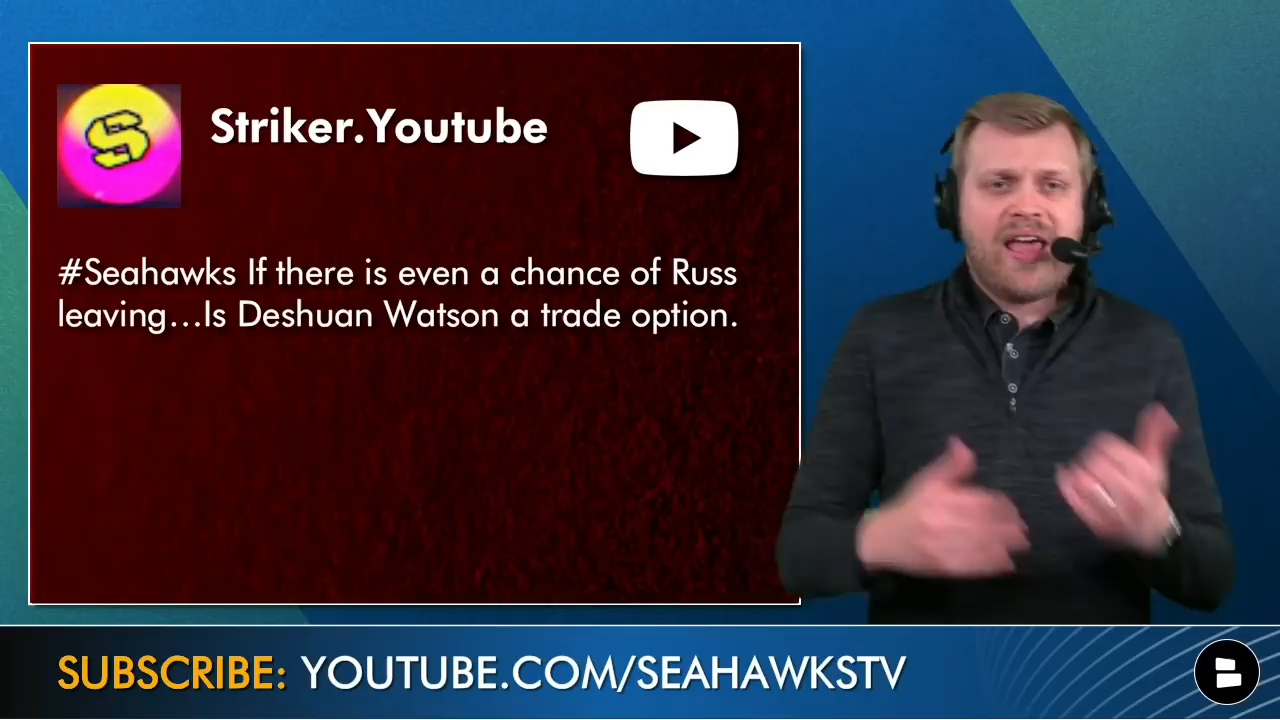 Striker.Youtube
#Seahawks If there is even a chance of Russ
leaving...Is Deshuan Watson a trade option.
SUBSCRIBE: YOUTUBE.COM/SEAHAWKSTV